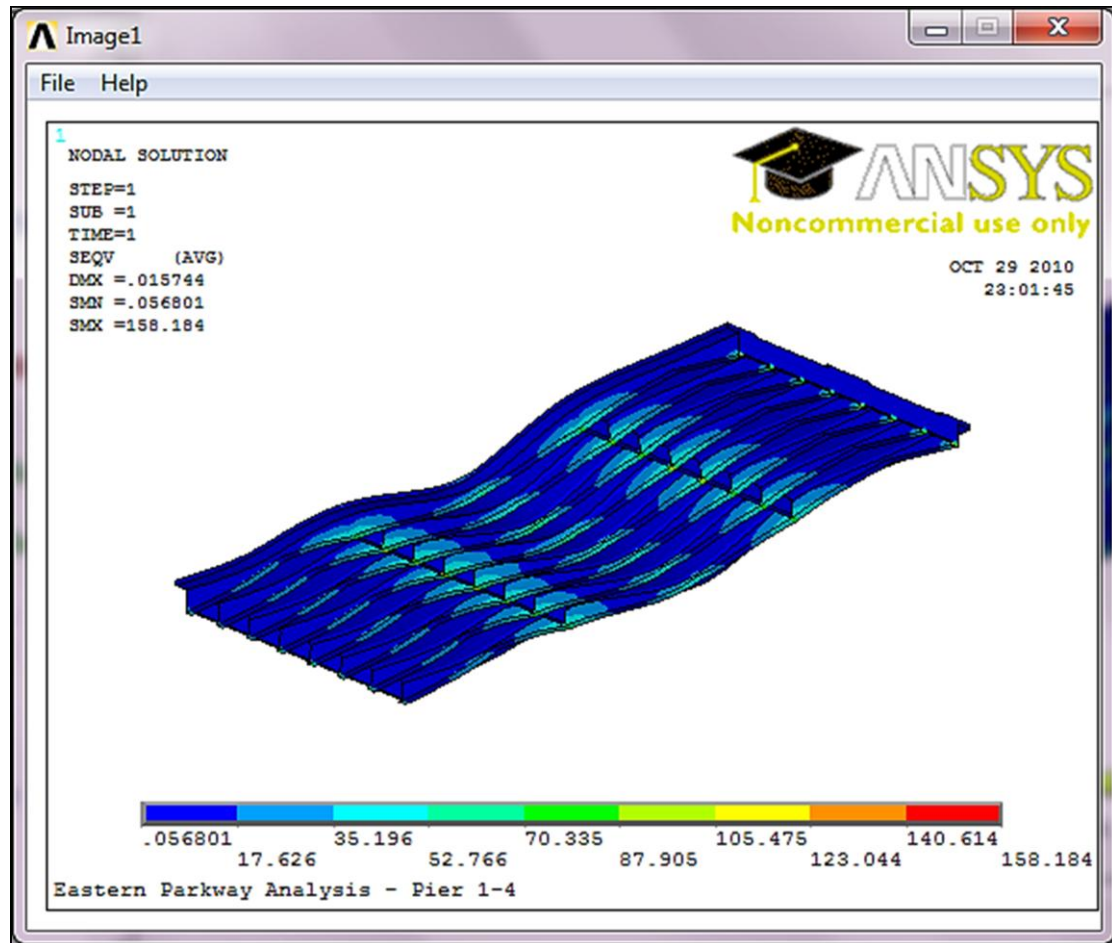 Image1
File Help
1
NODAL SOLUTION
STEP=1
SUB =1
TIME=1
SEQV (AVG)
DMX =.015744
SMN =.056801
SMX =158.184
ANSYS
Noncommercial use only
OCT 29 2010
23:01:45
.056801 35.196 70.335 105.475 140.614
17.626 52.766 87.905 123.044 158.184
Eastern Parkway Analysis - Pier 1-4